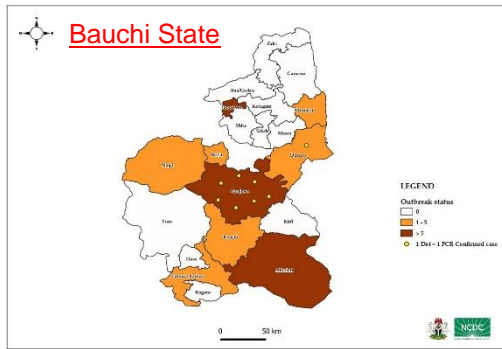 Bauchi State
Zaki
Gamawa
Itas/Gadau
Katagum
Shira
Giade
Misau
Damban
Darazo
Warji
Ningi
Ganjuwa
Toro
Bauchi
Kirfi
Dass
Alkaleri
Tafawa-Balewa
Bogoro
LEGEND
Outbreak status
0
1 - 5
> 5
1 Dot = 1 PCR Confirmed case
0 50 km
NCDC